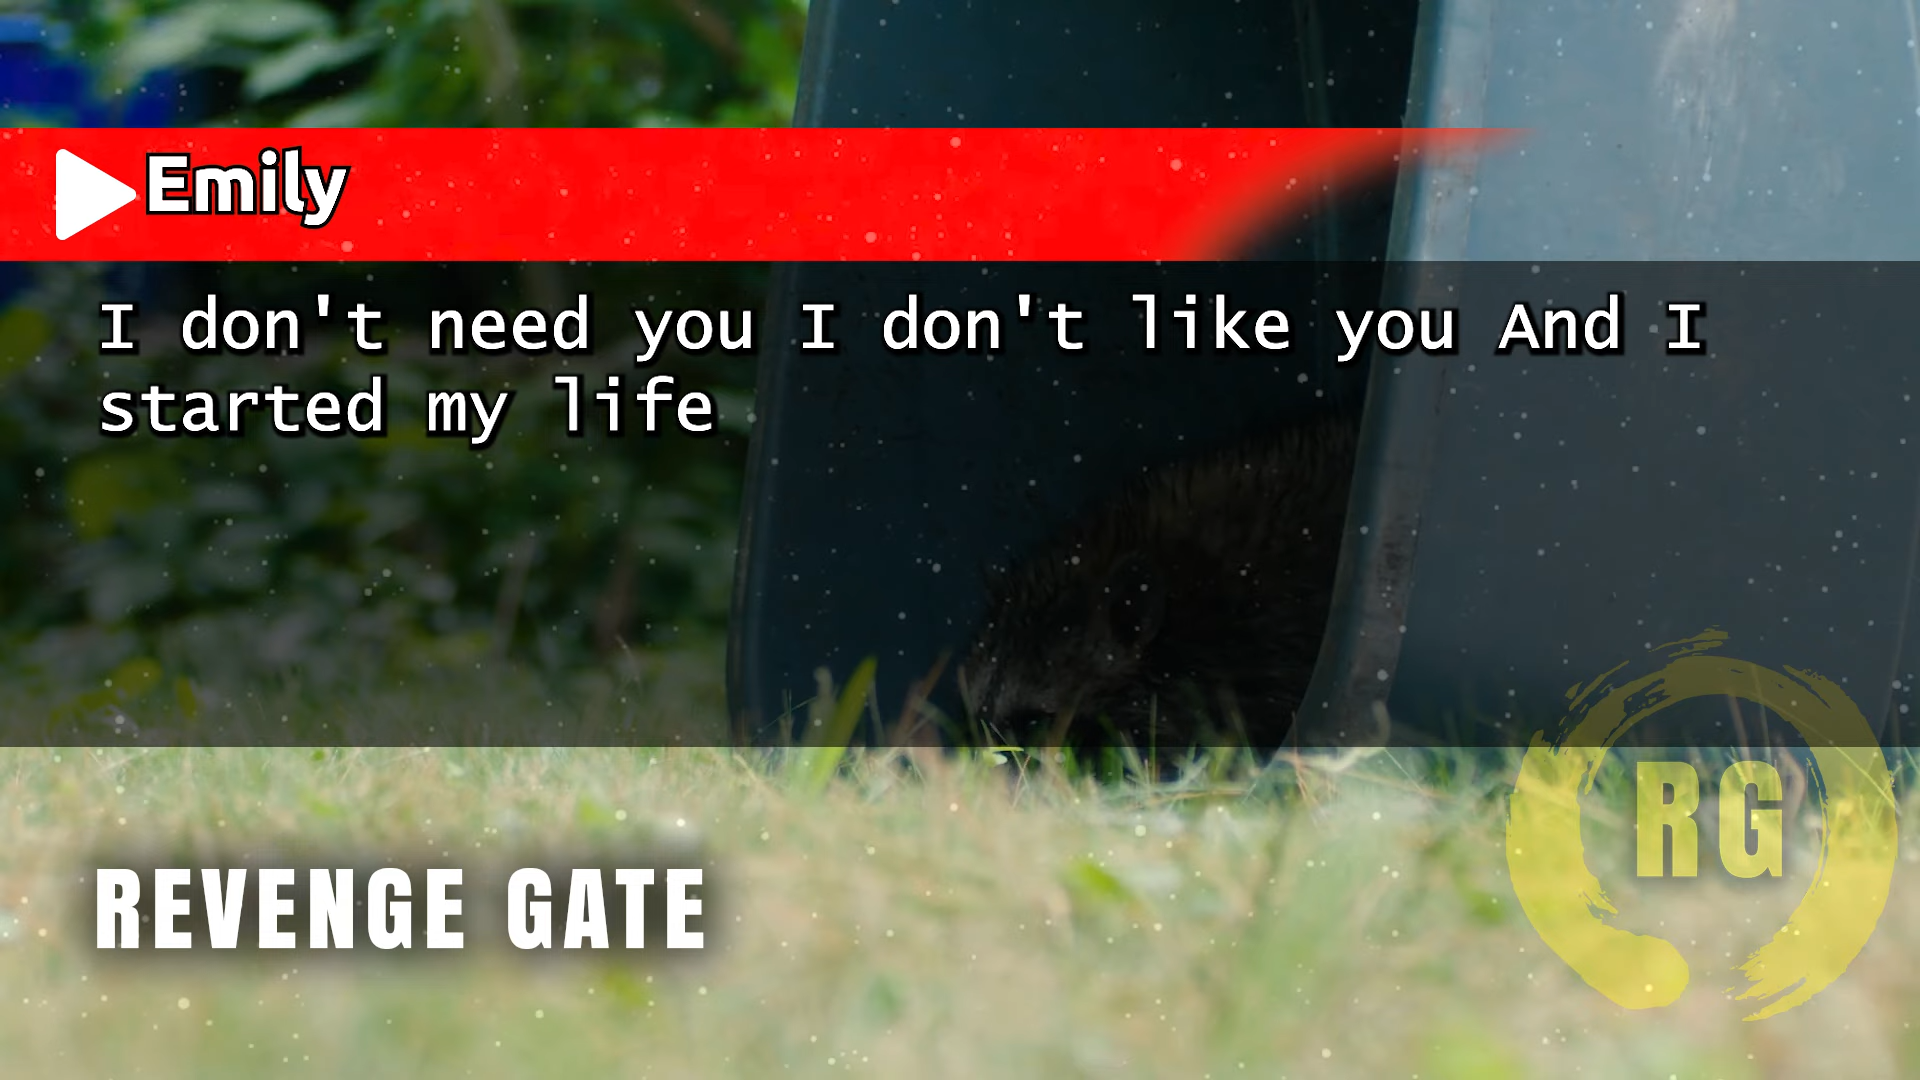 Emily
I don't need you I don't like you And I
started my life
REVENGE GATE
RG